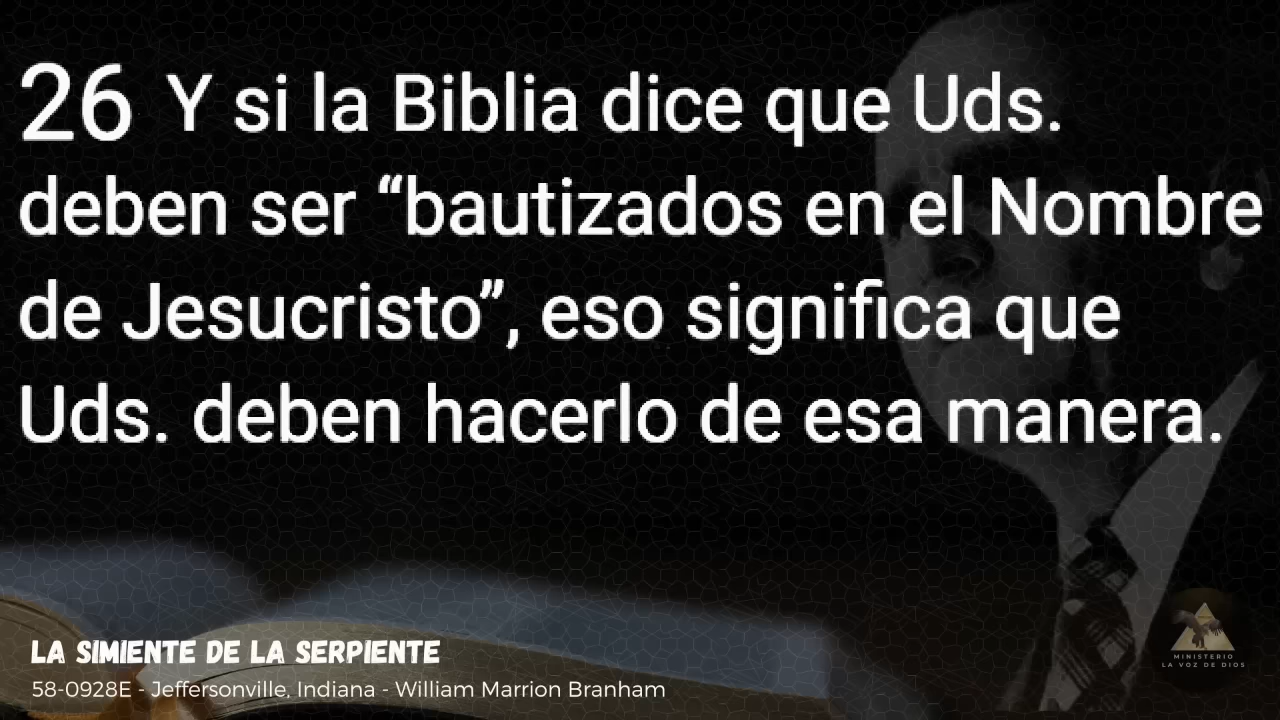 26 Y si la Biblia dice que Uds.
deben ser “bautizados en el Nombre
de Jesucristo”, eso significa que
Uds. deben hacerlo de esa manera.
LA SIMIENTE DE LA SERPIENTE
58-0928E - Jeffersonville, Indiana - William Marrion Branham
MINISTERIO
LA VOZ DE DIOS